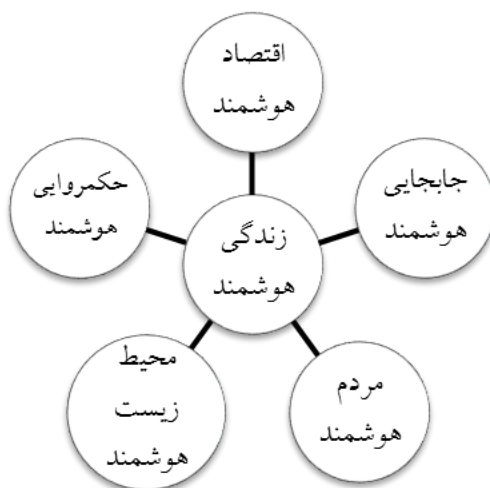 اقتصاد
هوشمند
جابجایی
هوشمند
حکمروایی
هوشمند
زندگی
هوشمند
مردم
هوشمند
محیط
زیست
هوشمند